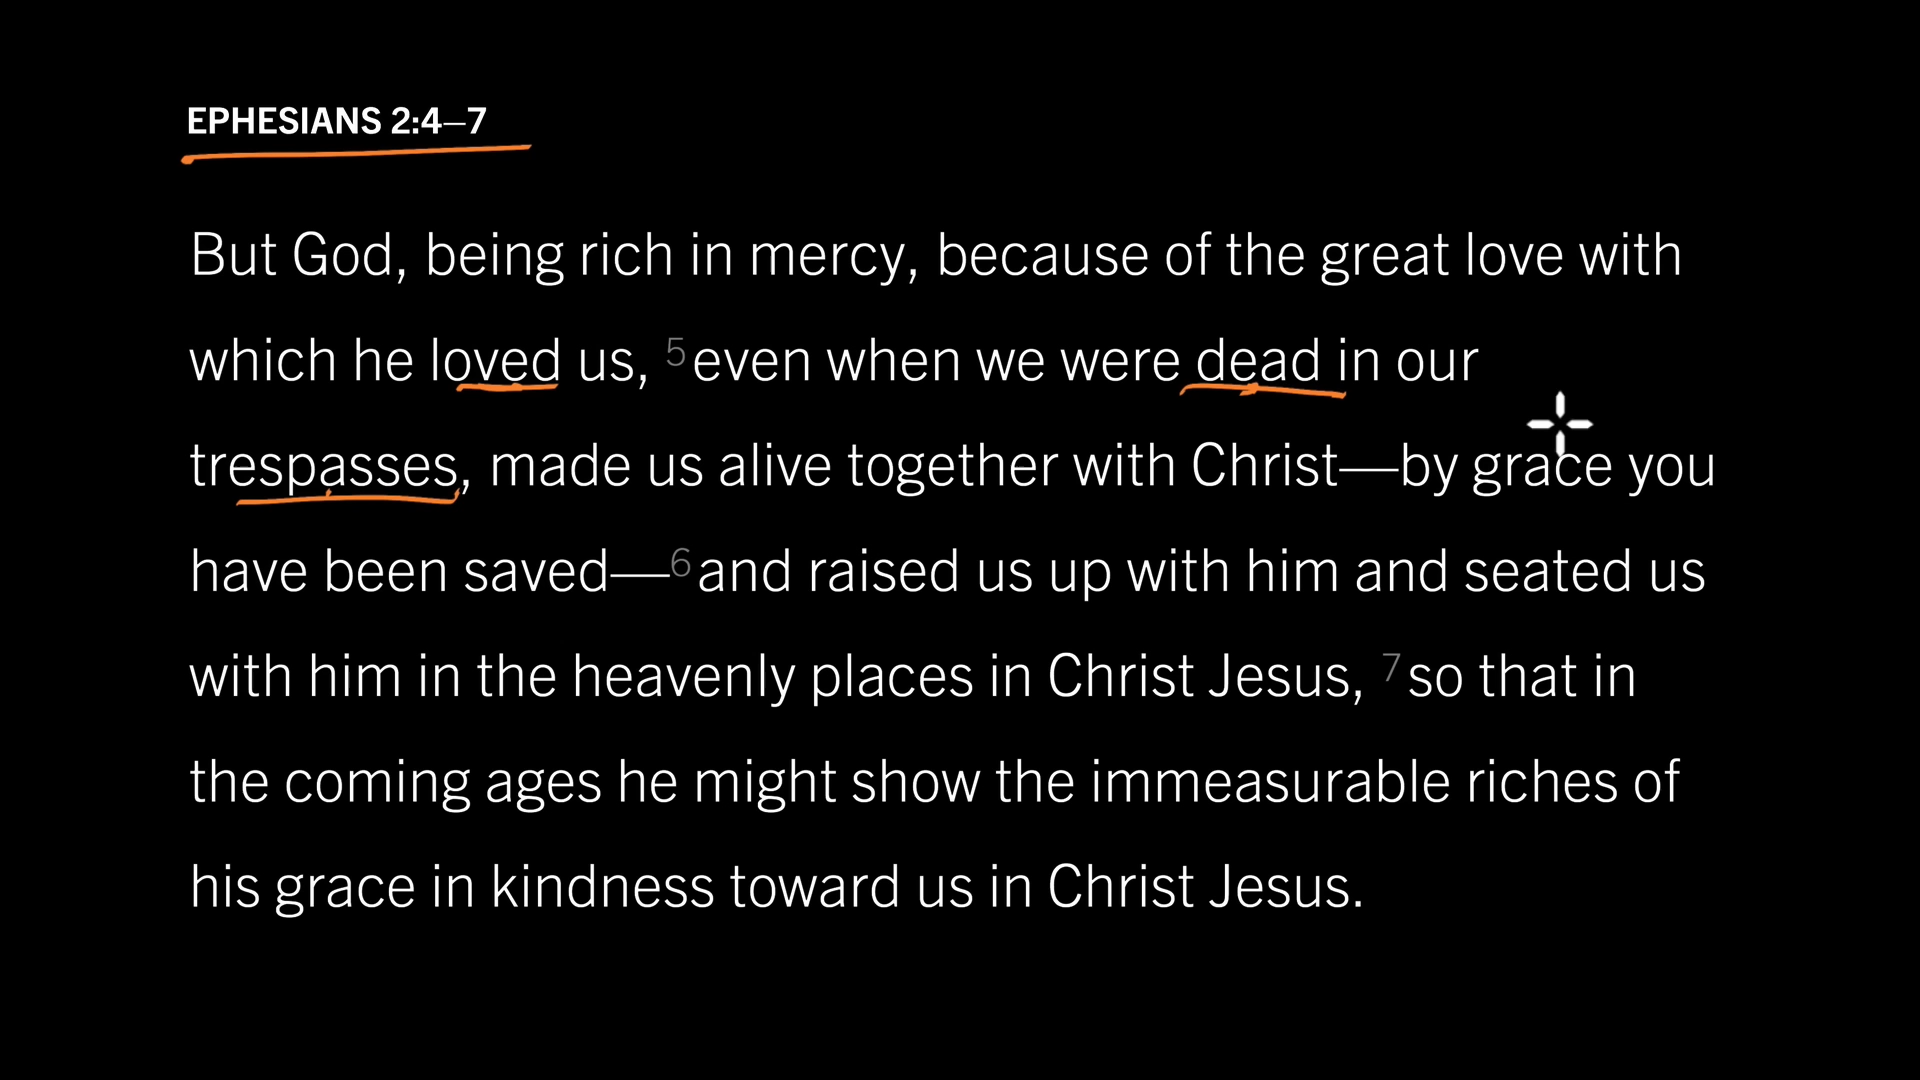 EPHESIANS 2:4–7
But God, being rich in mercy, because of the great love with
which he loved us, 5 even when we were dead in our
trespasses, made us alive together with Christ—by grace you
have been saved—6 and raised us up with him and seated us
with him in the heavenly places in Christ Jesus, 7 so that in
the coming ages he might show the immeasurable riches of
his grace in kindness toward us in Christ Jesus.